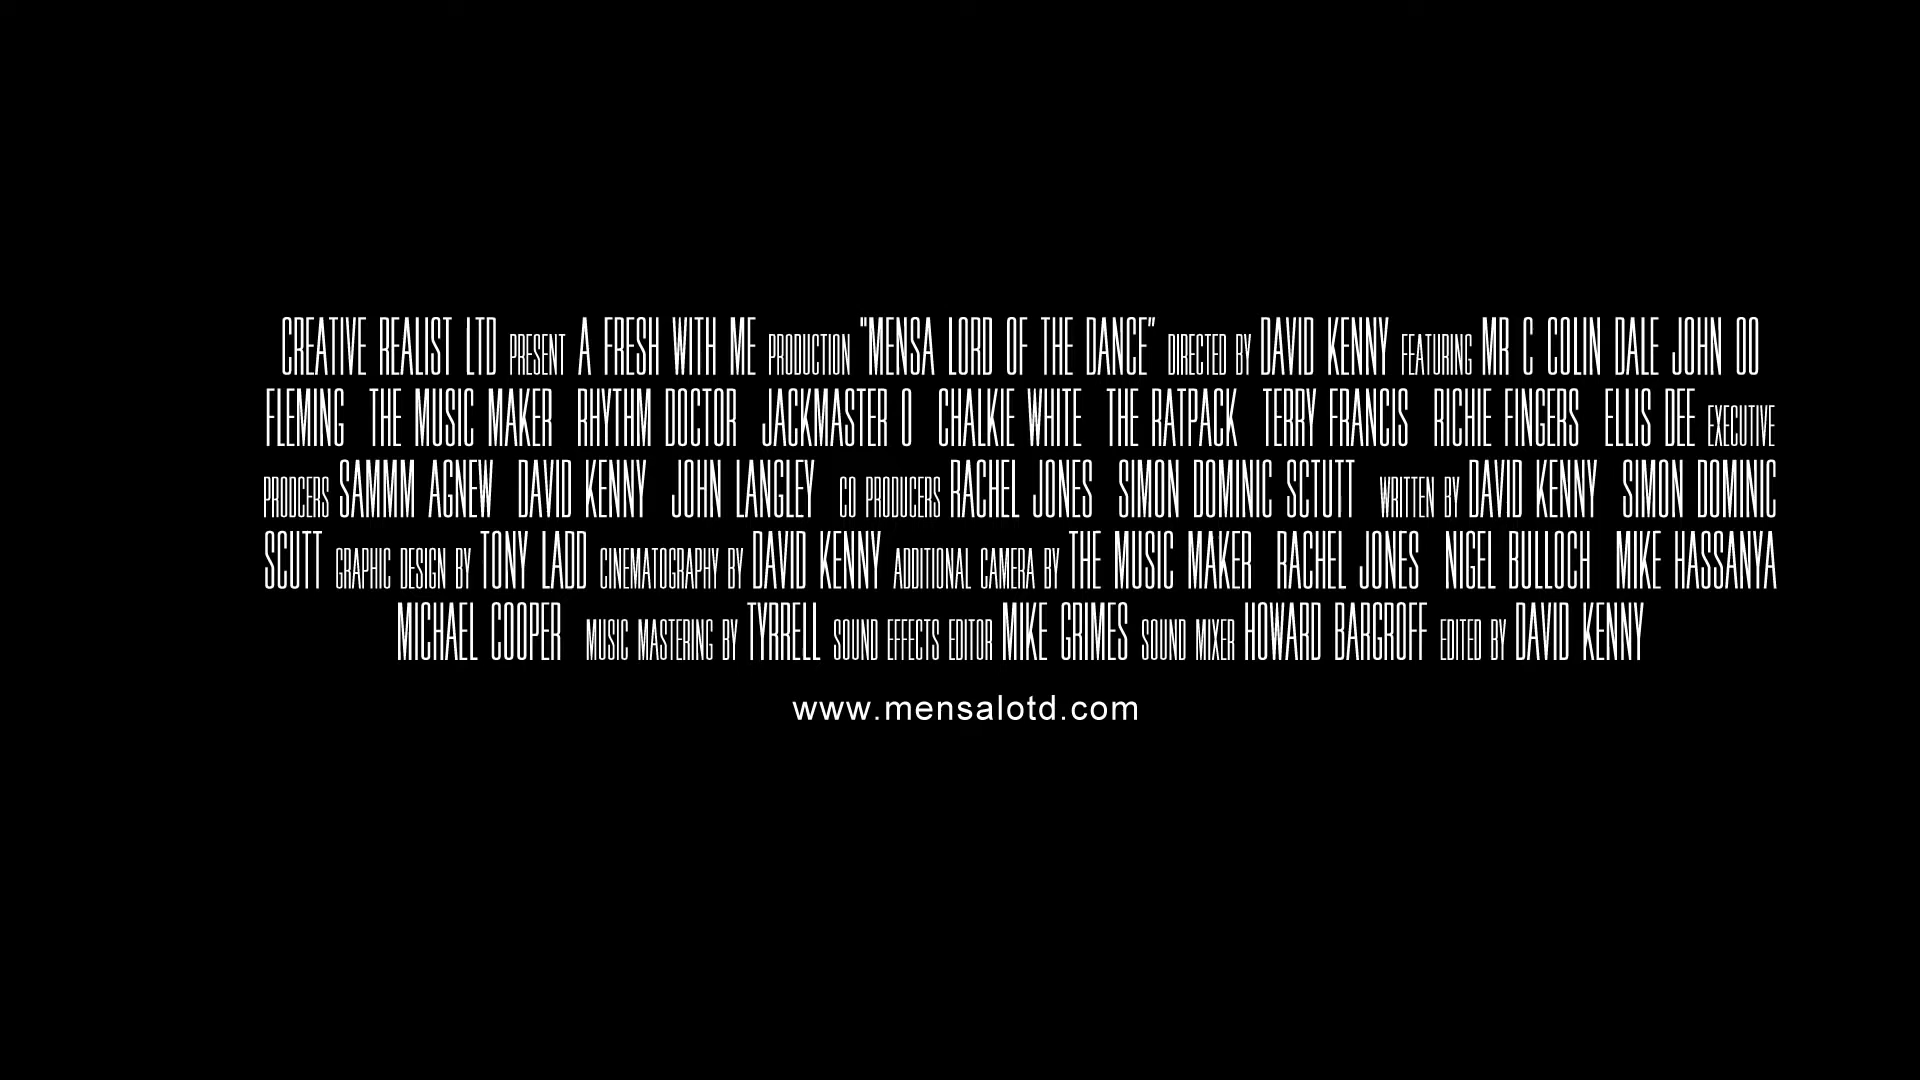 CREATIVE REALIST LTD PRESENT A FRESH WITH ME PRODUCTION "MENSA LORD OF THE DANCE" DIRECTED BY DAVID KENNY FEATURING MR C COLIN DALE JOHN OO
FLEMING THE MUSIC MAKER RHYTHM DOCTOR JACKMASTER O CHALKIE WHITE THE RATPACK TERRY FRANCIS RICHIE FINGERS ELLIS DEE EXECUTIVE
PRODCERS SAMMM AGNEW DAVID KENNY JOHN LANGLEY CO PRODUCERS RACHEL JONES SIMON DOMINIC SCTUTT WRITTEN BY DAVID KENNY SIMON DOMINIC
SCUTT GRAPHIC DESIGN BY TONY LADD CINEMATOGRAPHY BY DAVID KENNY ADDITIONAL CAMERA BY THE MUSIC MAKER RACHEL JONES NIGEL BULLOCH MIKE HASSANYA
MICHAEL COOPER MUSIC MASTERING BY TYRRELL SOUND EFFECTS EDITOR MIKE GRIMES SOUND MIXER HOWARD BARGROFF EDITED BY DAVID KENNY
www.mensalotd.com